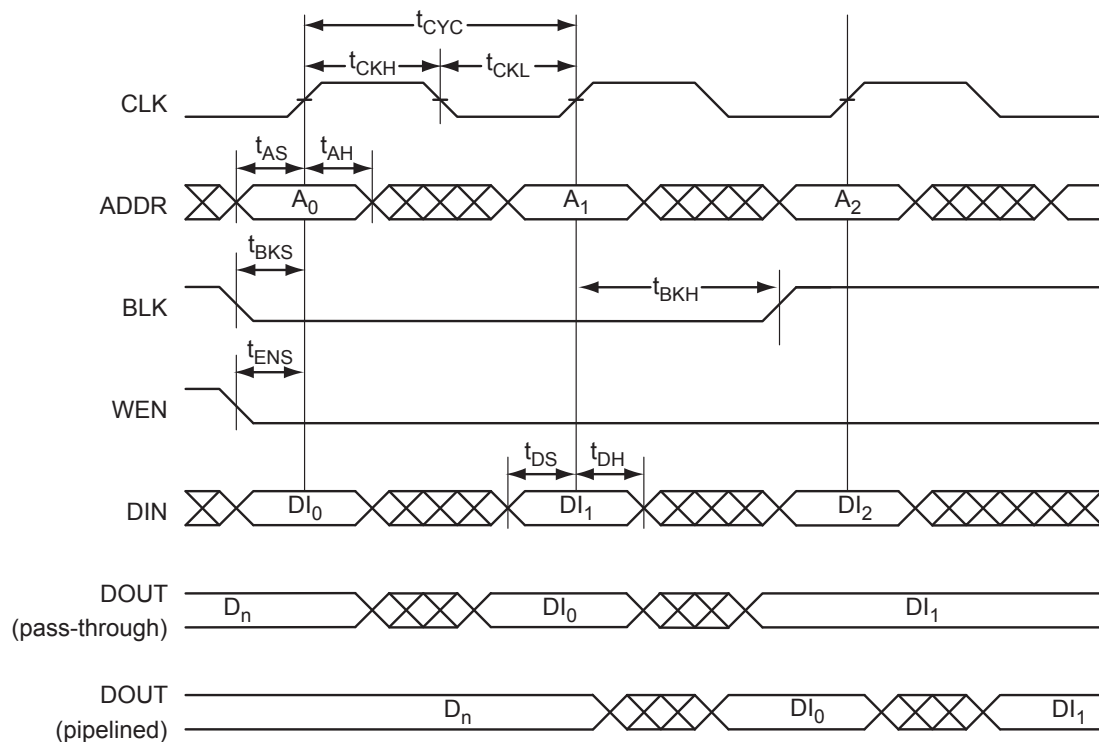 tCYC
tCKH tCKL
CLK
tAS tAH
ADDR A0 A1 A2
tBKS
BLK tBKH
tENS
WEN
tDS tDH
DIN DI0 DI1 DI2
DOUT
(pass-through) Dn DI0 DI1
DOUT
(pipelined) Dn DI0 DI1